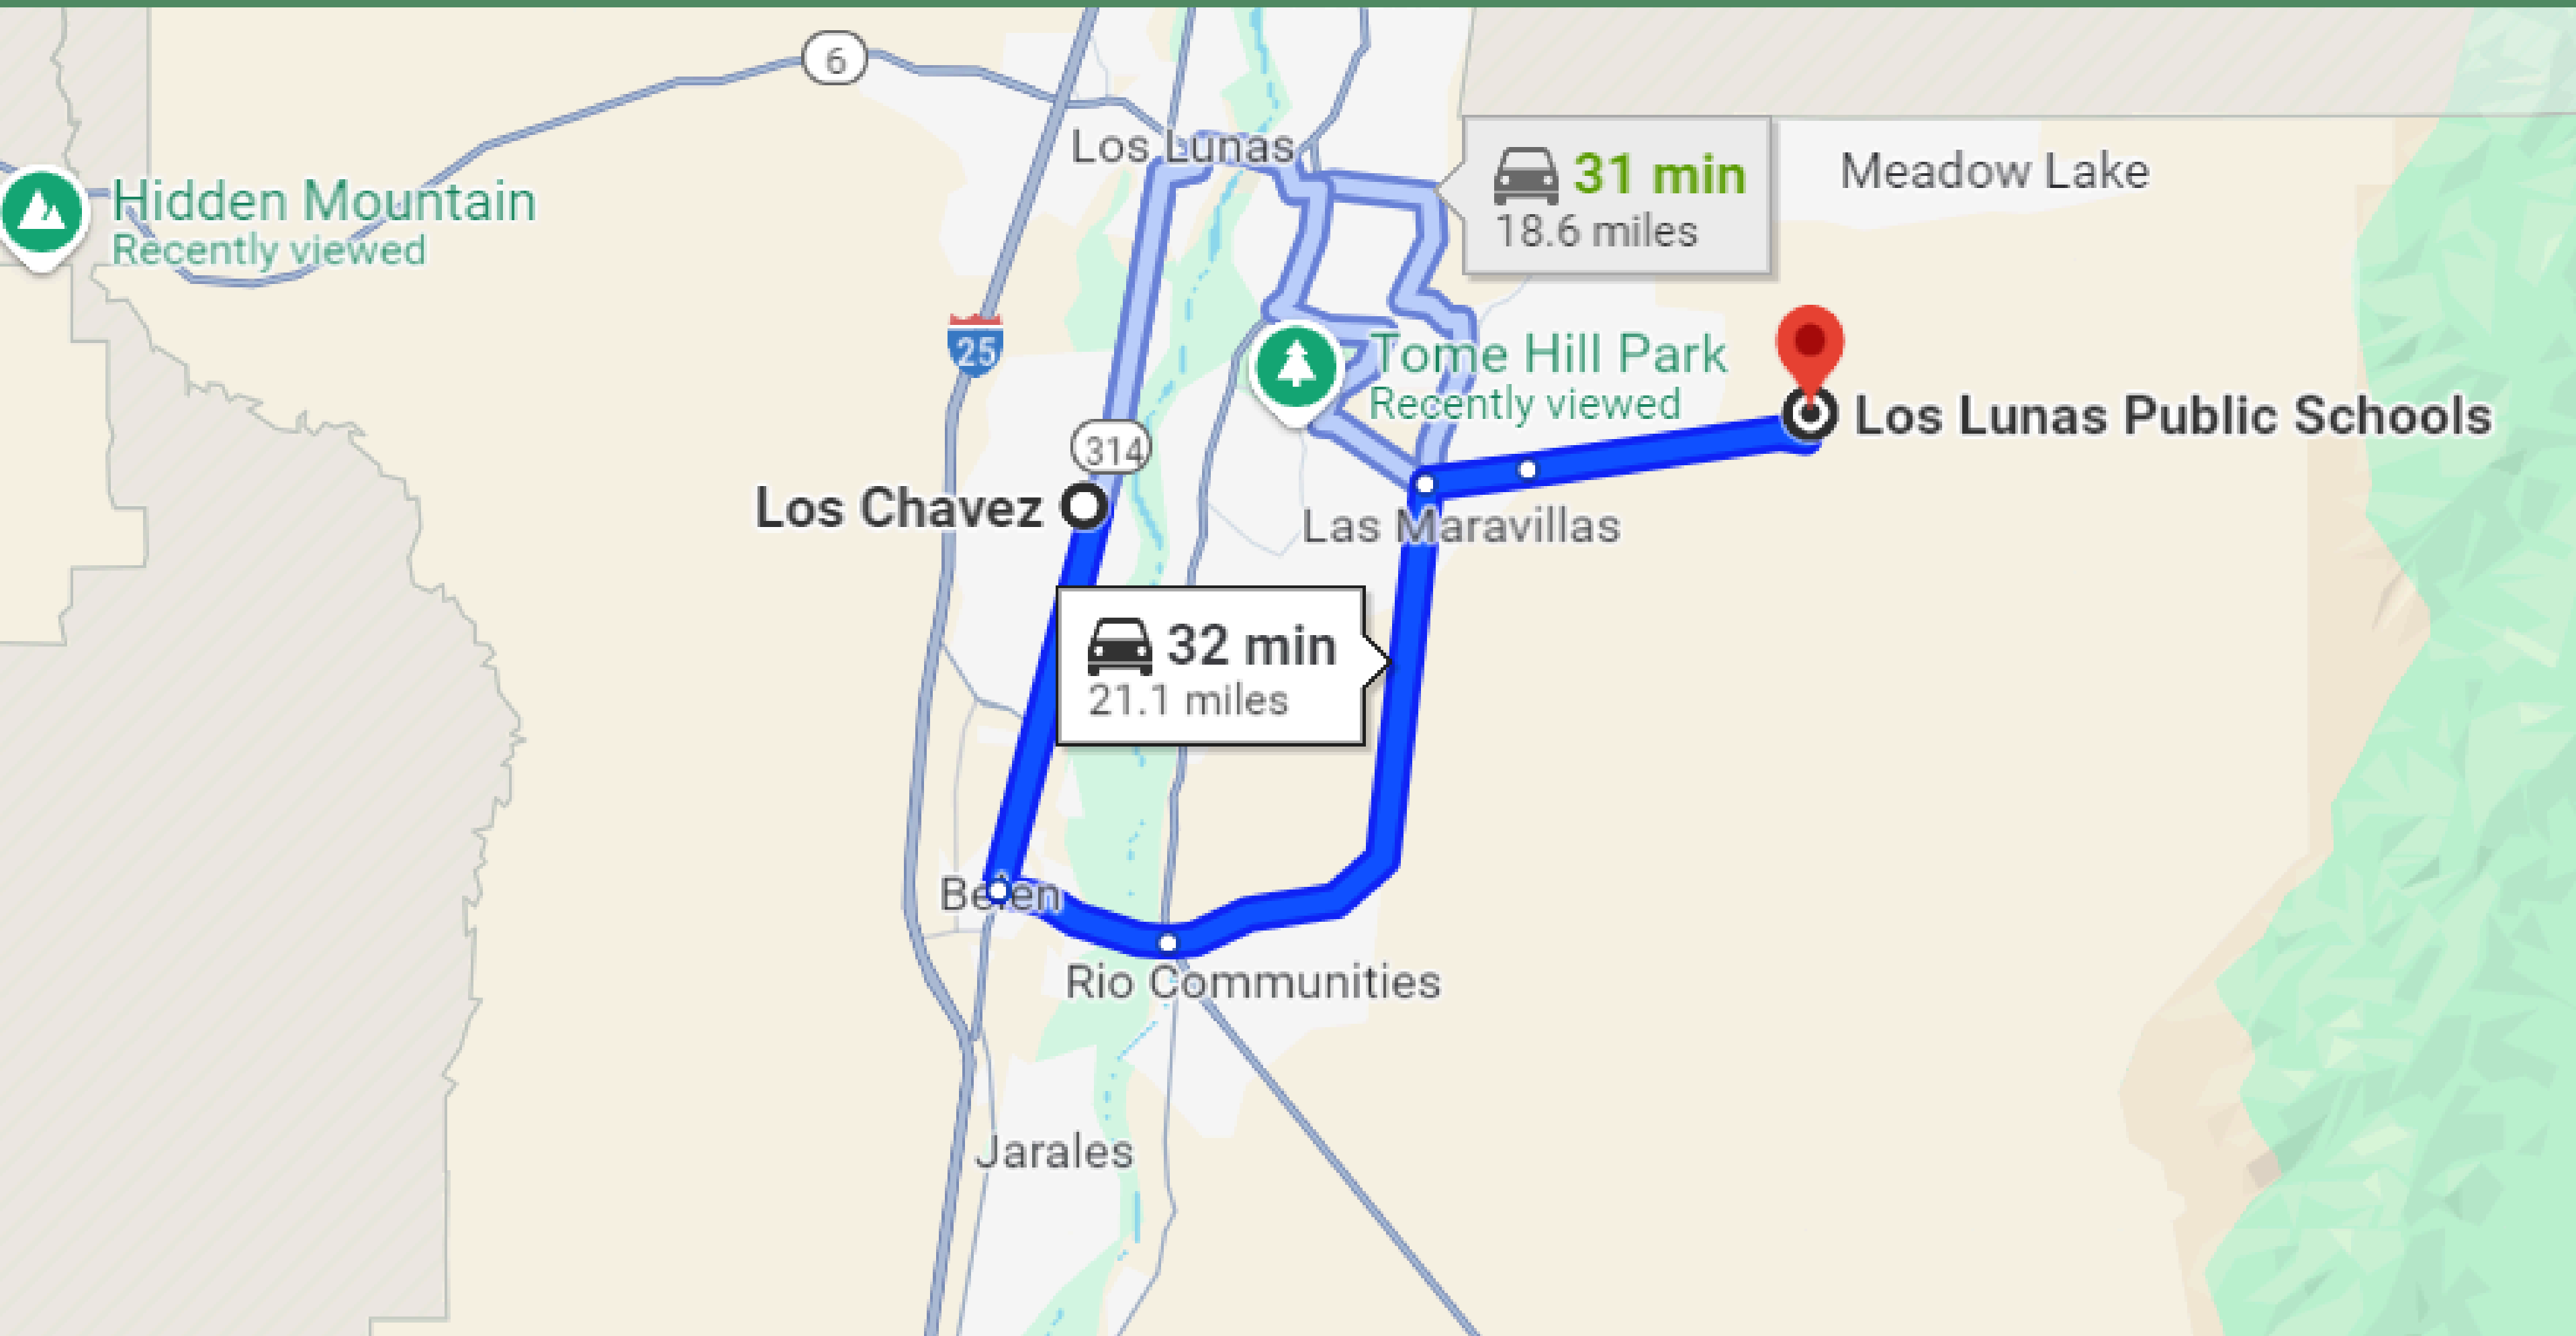 6
Los Lunas
31 min
18.6 miles
Meadow Lake
Hidden Mountain
Recently viewed
25
Tome Hill Park
Recently viewed
Los Lunas Public Schools
314
Los Chavez
Las Maravillas
32 min
21.1 miles
Belen
Rio Communities
Jarales